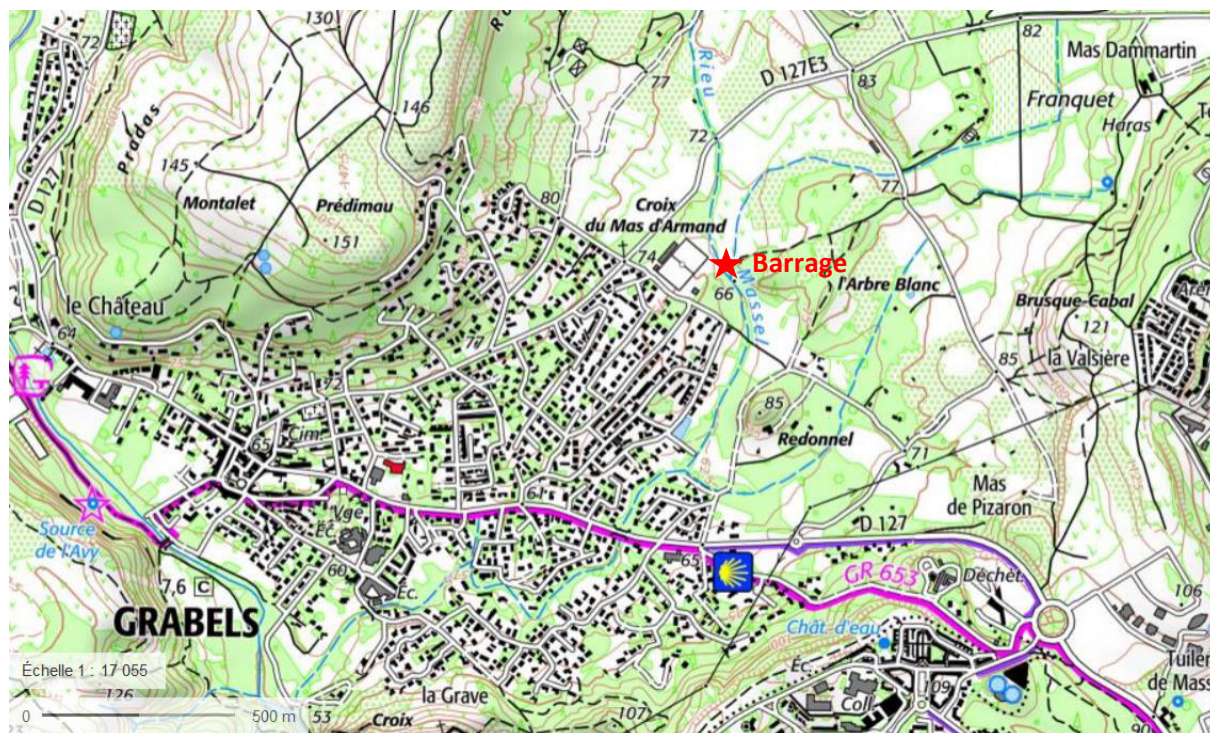 130
72
82
Mas Dammartin
Rieu
D 127E3
83
Franquet
Haras
77
146
72
Pradas
145
D 127
Montalet
Prédimau
151
80
Croix
du Mas d'Armand
74
77
Barrage
66
Massel
l'Arbre Blanc
Brusque-Cabal
121
la Valsière
85
le Château
64
77
72
85
Redonnel
71
Cim.
65
61
Mas
de Pizaron
D 127
Source
de l'Avy
Vge
Éc.
60
Éc.
65
GR 653
Déchèt.
106
7,6 C
GRABELS
Chât. d'eau
Éc.
Coll.
109
Tuiler
de Mass
Échelle 1 : 17 055
126
la Grave
107
0 500 m
53
Croix
90